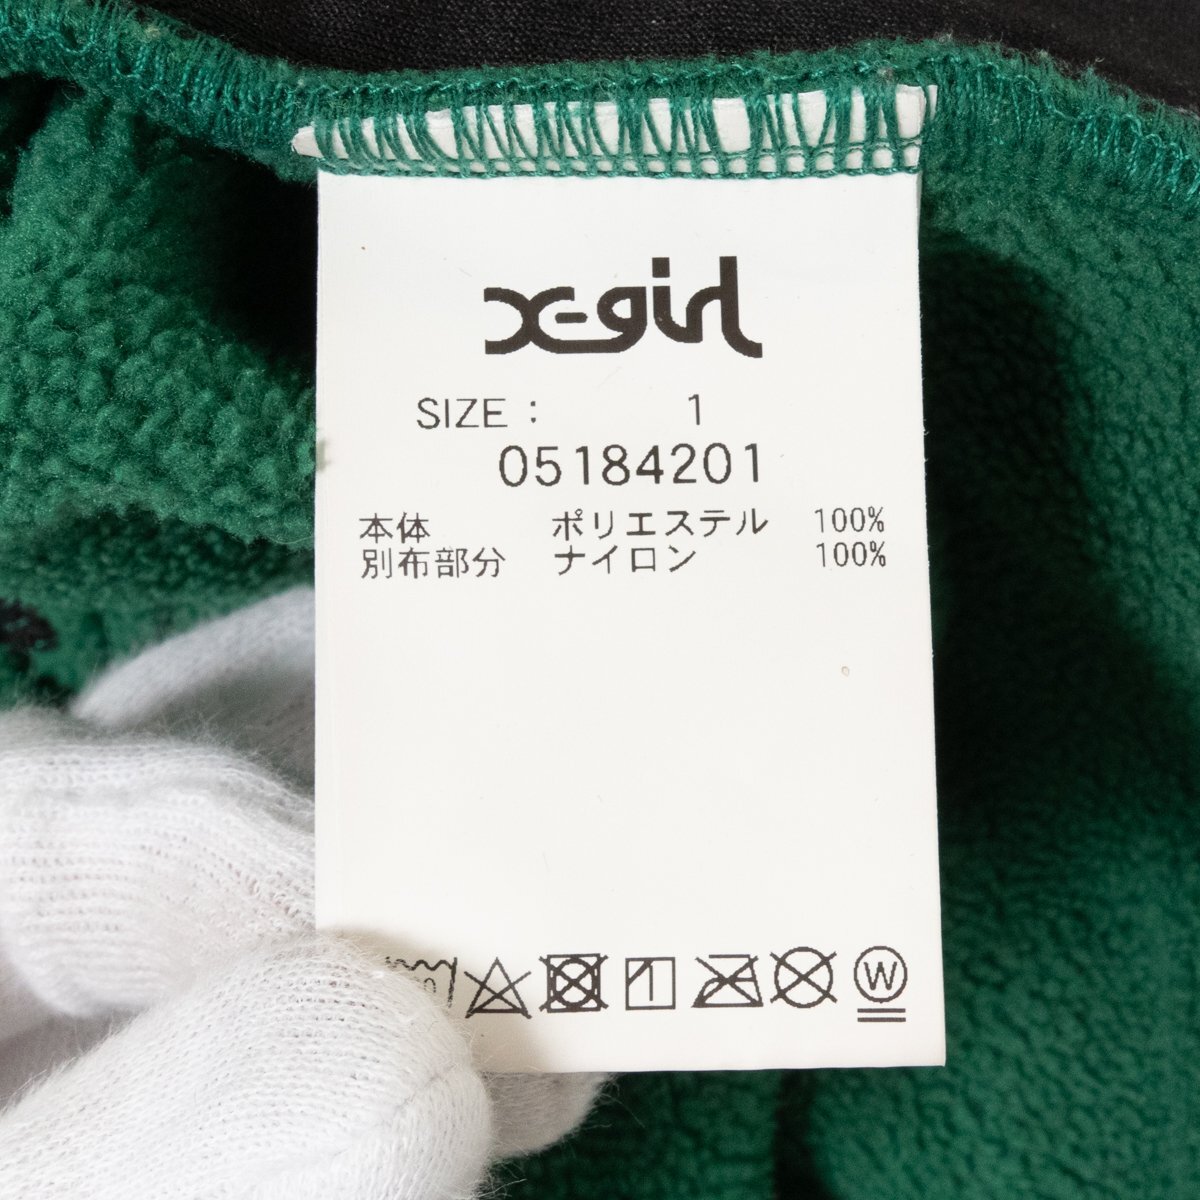 X-girl
SIZE : 1
05184201
本体 ポリエステル 100%
別布部分 ナイロン 100%
W